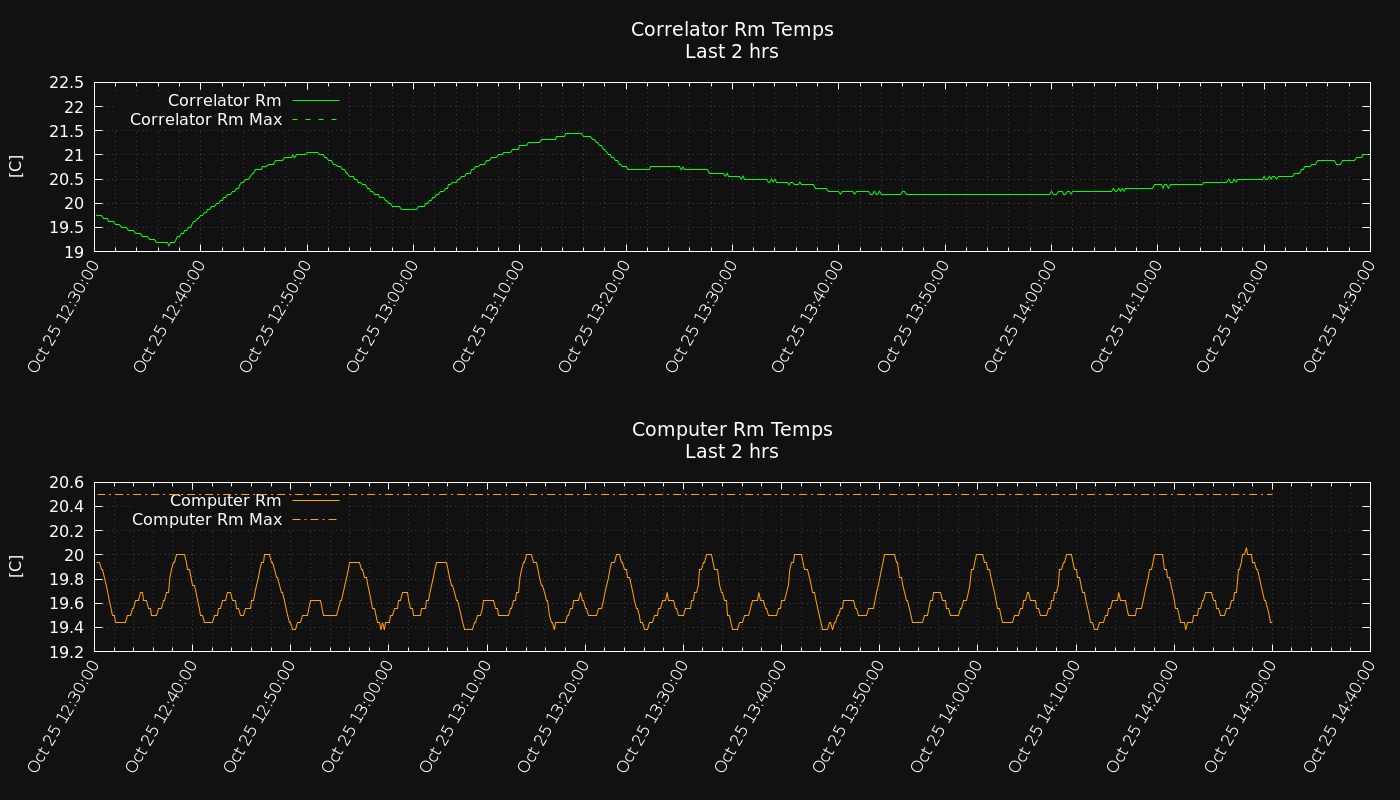 Correlator Rm Temps
Last 2 hrs
22.5
22
21.5
21
20.5
20
19.5
19
[C]
Correlator Rm
Correlator Rm Max
Oct 25 12:30:00
Oct 25 12:40:00
Oct 25 12:50:00
Oct 25 13:00:00
Oct 25 13:10:00
Oct 25 13:20:00
Oct 25 13:30:00
Oct 25 13:40:00
Oct 25 13:50:00
Oct 25 14:00:00
Oct 25 14:10:00
Oct 25 14:20:00
Oct 25 14:30:00
Computer Rm Temps
Last 2 hrs
20.6
20.4
20.2
20
19.8
19.6
19.4
19.2
[C]
Computer Rm
Computer Rm Max
Oct 25 12:30:00
Oct 25 12:40:00
Oct 25 12:50:00
Oct 25 13:00:00
Oct 25 13:10:00
Oct 25 13:20:00
Oct 25 13:30:00
Oct 25 13:40:00
Oct 25 13:50:00
Oct 25 14:00:00
Oct 25 14:10:00
Oct 25 14:20:00
Oct 25 14:30:00
Oct 25 14:40:00